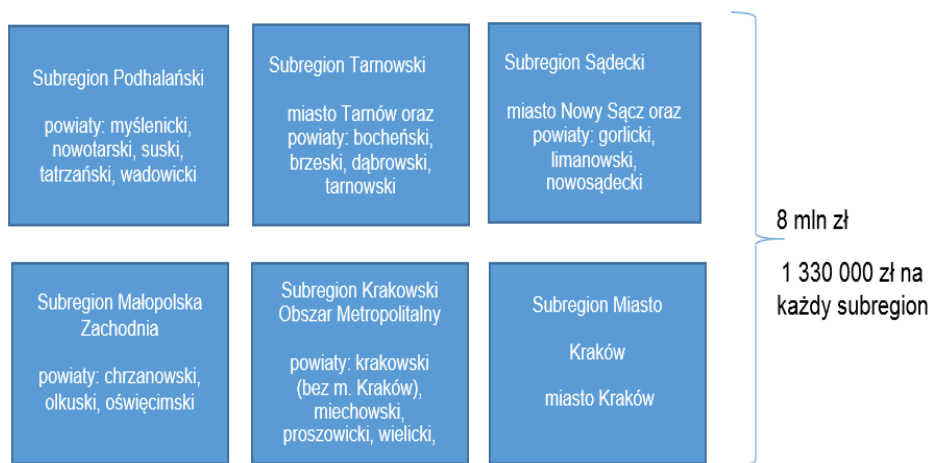 Subregion Podhalański
powiaty: myślenicki,
nowotarski, suski,
tatrzański, wadowicki
Subregion Tarnowski
miasto Tarnów oraz
powiaty: bocheński,
brzeski, dąbrowski,
tarnowski
Subregion Sądecki
miasto Nowy Sącz oraz
powiaty: gorlicki,
limanowski,
nowosądecki
Subregion Małopolska
Zachodnia
powiaty: chrzanowski,
olkuski, oświęcimski
Subregion Krakowski
Obszar Metropolitalny
powiaty: krakowski
(bez m. Kraków),
miechowski,
proszowicki, wielicki,
Subregion Miasto
Kraków
miasto Kraków
8 mln zł
1 330 000 zł na
każdy subregion